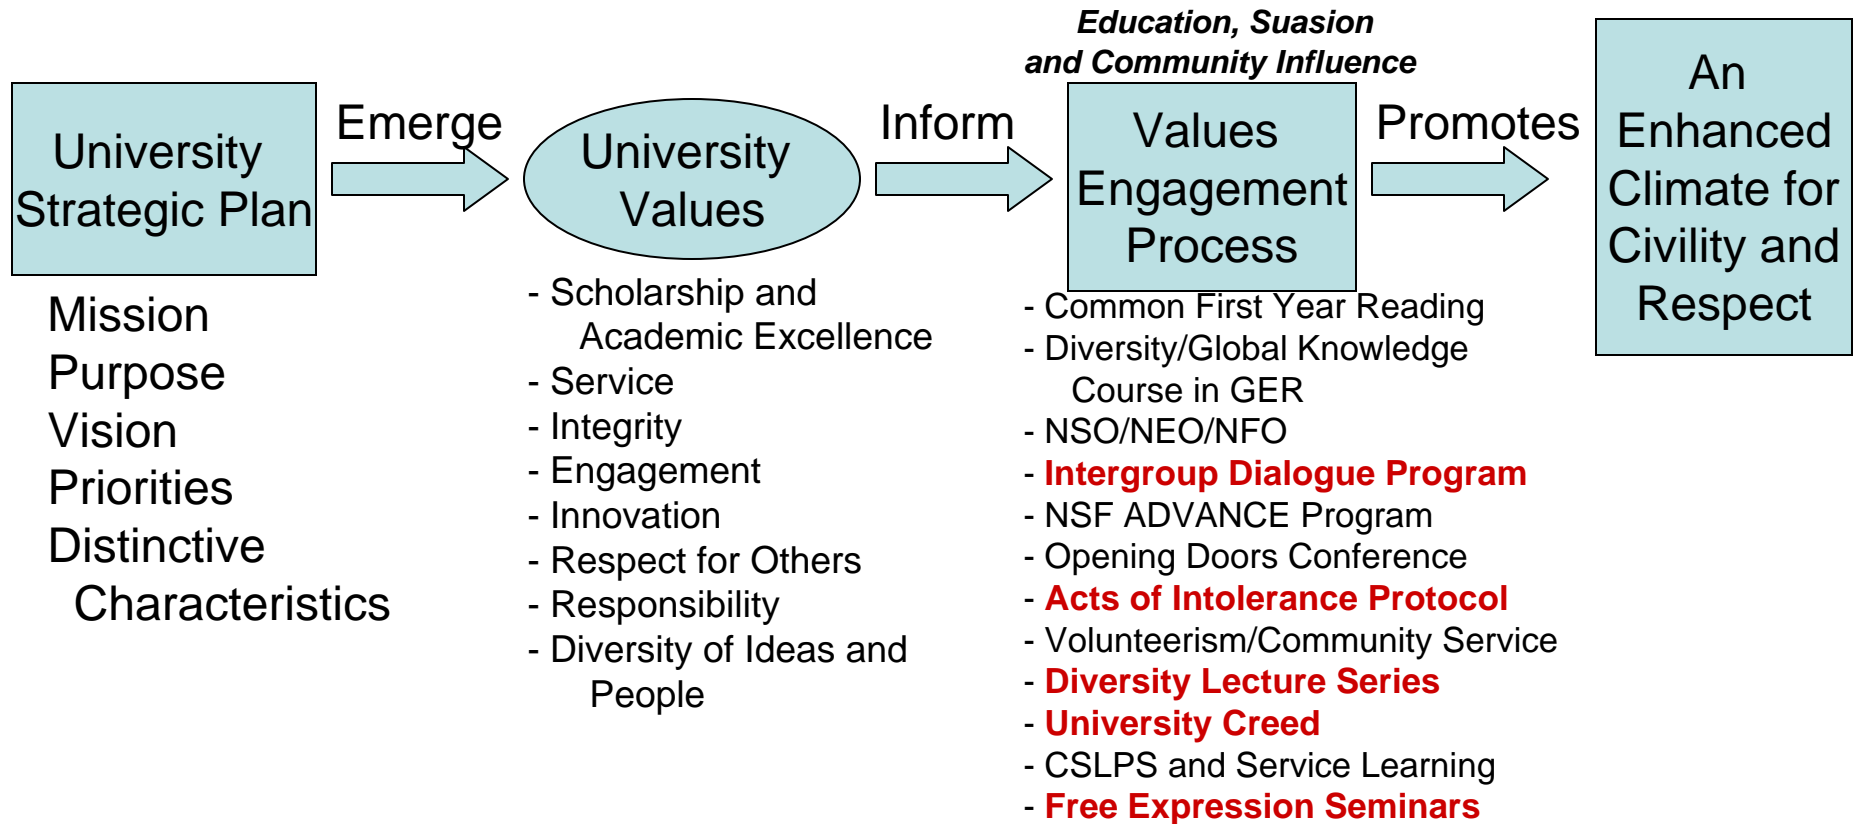 University
Strategic Plan
Mission
Purpose
Vision
Priorities
Distinctive
Characteristics
Emerge
University
Values
- Scholarship and
Academic Excellence
- Service
- Integrity
- Engagement
- Innovation
- Respect for Others
- Responsibility
- Diversity of Ideas and
People
Inform
Education, Suasion
and Community Influence
Values
Engagement
Process
- Common First Year Reading
- Diversity/Global Knowledge
Course in GER
- NSO/NEO/NFO
- Intergroup Dialogue Program
- NSF ADVANCE Program
- Opening Doors Conference
- Acts of Intolerance Protocol
- Volunteerism/Community Service
- Diversity Lecture Series
- University Creed
- CSLPS and Service Learning
- Free Expression Seminars
Promotes
An
Enhanced
Climate for
Civility and
Respect